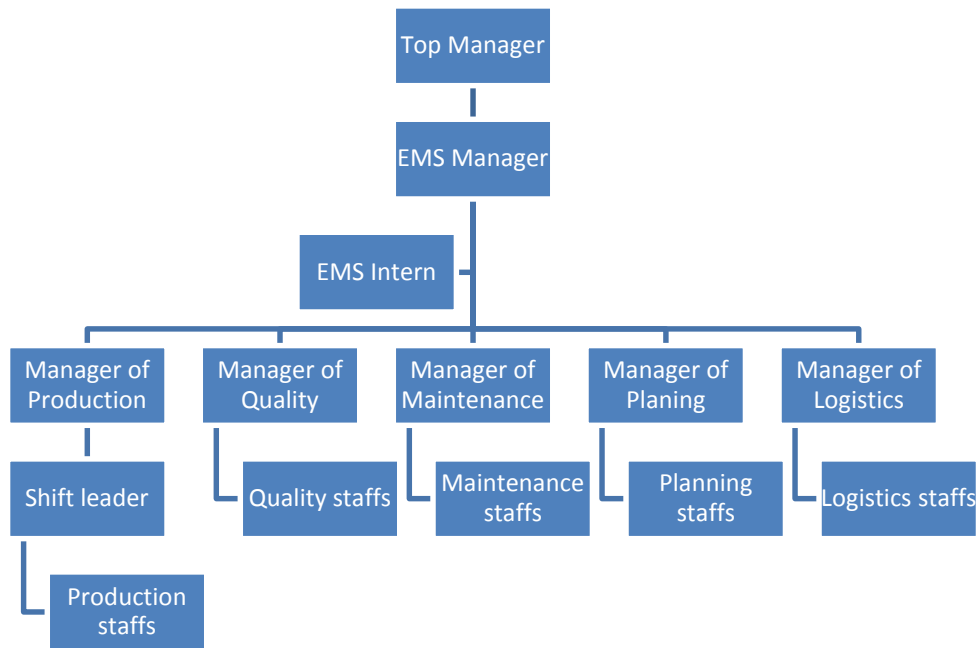 Top Manager
EMS Manager
EMS Intern
Manager of
Production
Manager of
Quality
Manager of
Maintenance
Manager of
Planing
Manager of
Logistics
Shift leader
Quality staffs
Maintenance
staffs
Planning
staffs
Logistics staffs
Production
staffs